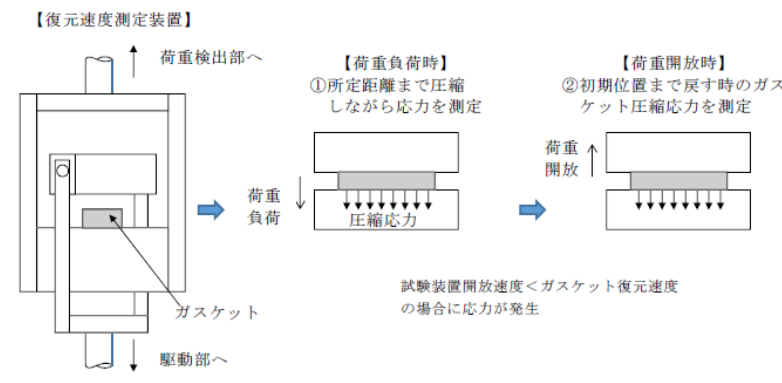 【復元速度測定装置】
荷重検出部へ
ガスケット
駆動部へ
【荷重負荷時】
①所定距離まで圧縮
しながら応力を測定
荷重
負荷
圧縮応力
【荷重開放時】
②初期位置まで戻す時のガス
ケット圧縮応力を測定
荷重
開放
試験装置開放速度<ガスケット復元速度
の場合に応力が発生